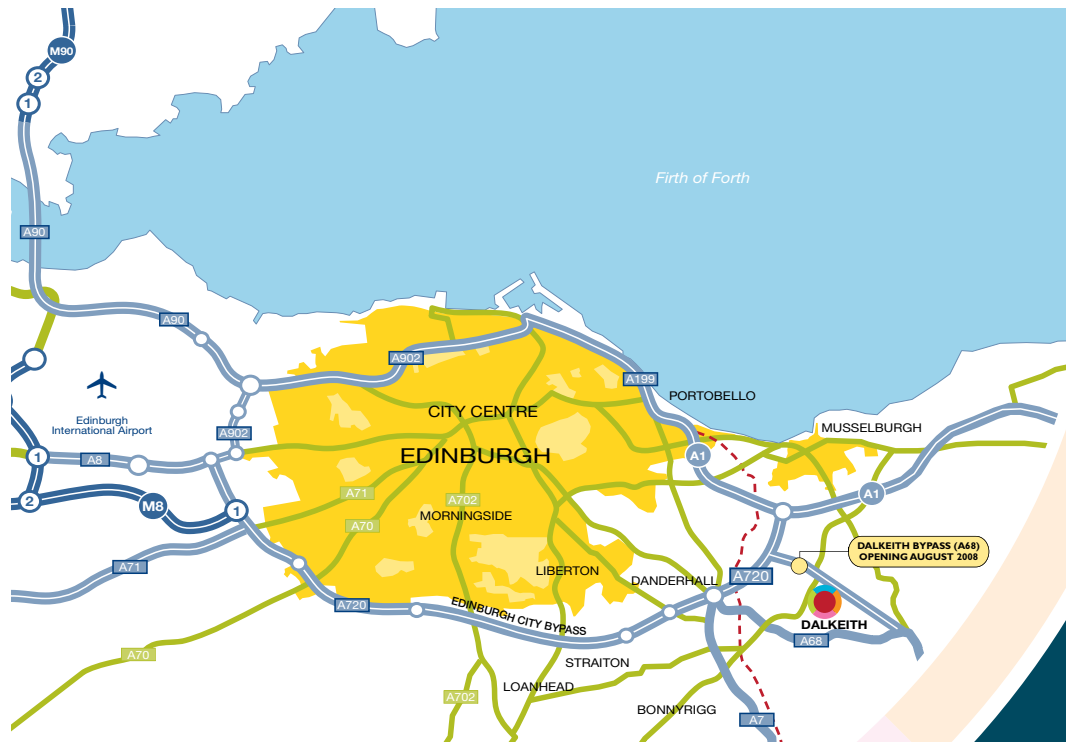 M90
2
1
Firth of Forth
A90
A90
A902
A199
PORTOBELLO
Edinburgh
International Airport
CITY CENTRE
MUSSELBURGH
A902
EDINBURGH
A1
1
A8
2
M8
1
A71
A702
A1
MORNINGSIDE
A70
DALKEITH BYPASS (A68)
OPENING AUGUST 2008
A71
LIBERTON
DANDERHALL
A720
A720
EDINBURGH CITY BYPASS
DALKEITH
A68
A70
STRAITON
LOANHEAD
A702
BONNYRIGG
A7